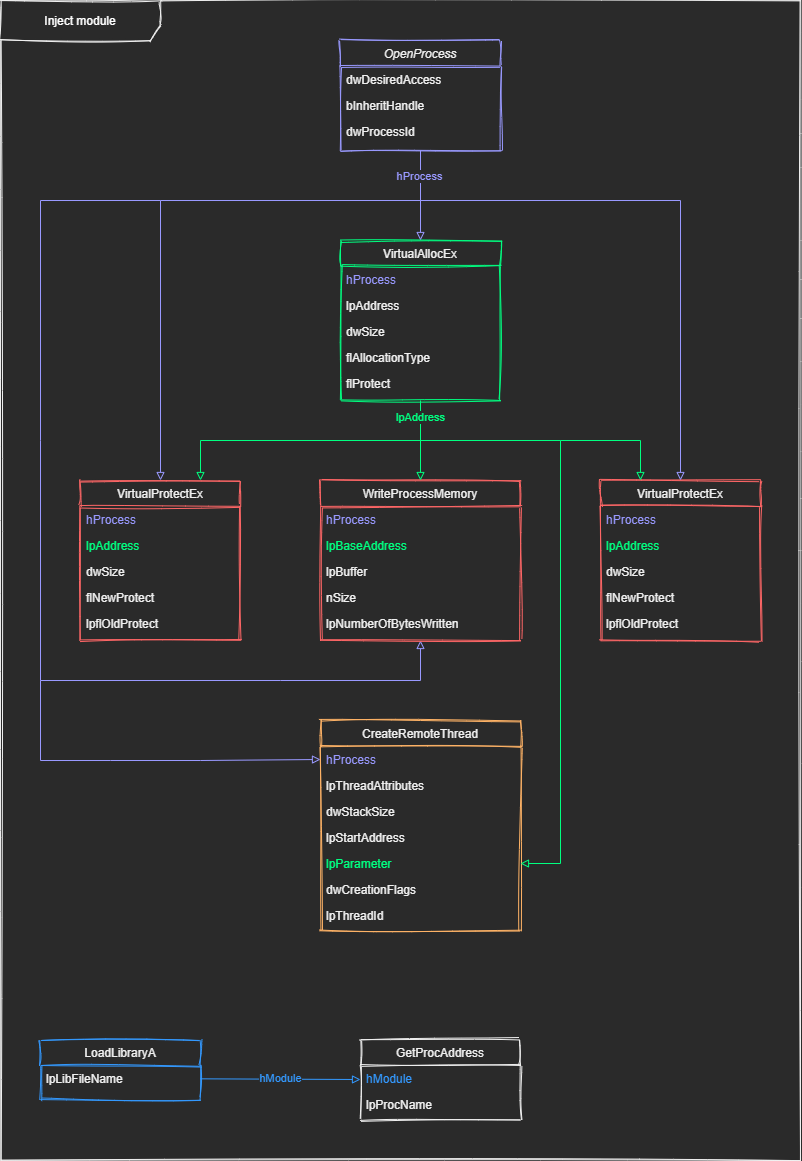 Inject module
OpenProcess
dwDesiredAccess
bInheritHandle
dwProcessId
hProcess
VirtualAllocEx
hProcess
lpAddress
dwSize
flAllocationType
flProtect
lpAddress
VirtualProtectEx
hProcess
lpAddress
dwSize
flNewProtect
lpflOldProtect
WriteProcessMemory
hProcess
lpBaseAddress
lpBuffer
nSize
lpNumberOfBytesWritten
VirtualProtectEx
hProcess
lpAddress
dwSize
flNewProtect
lpflOldProtect
CreateRemoteThread
hProcess
lpThreadAttributes
dwStackSize
lpStartAddress
lpParameter
dwCreationFlags
lpThreadId
LoadLibraryA
lpLibFileName
hModule
GetProcAddress
hModule
lpProcName